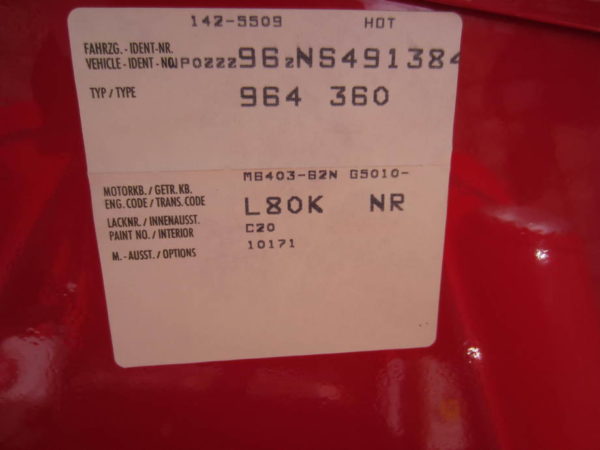 142-5509 HOT
FAHRZG.-IDENT-NR.
VEHICLE-IDENT-NO WP0ZZZ96ZNS491384
TYP/TYPE 964 360
MOTORKB./GETR.KB. M6403-62N G5010-
ENG.CODE/TRANS.CODE
LACKNR./INNENAUSST. L80K NR
PAINT NO./INTERIOR C20
M.-AUSST./OPTIONS 10171